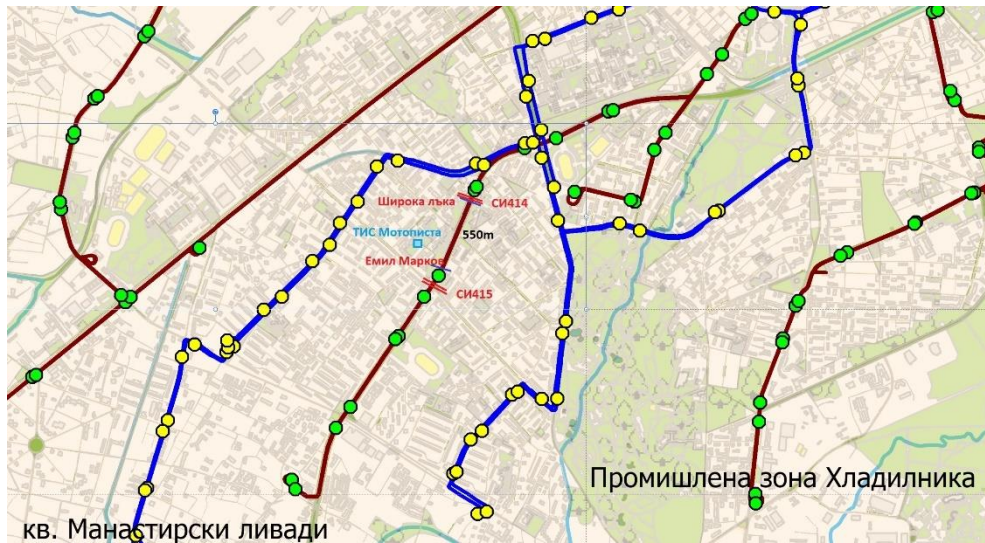 Широка лъка
СИ414
550m
ТИС Мотописта
Емил Марков
СИ415
Промишлена зона Хладилника
кв. Манастирски ливади